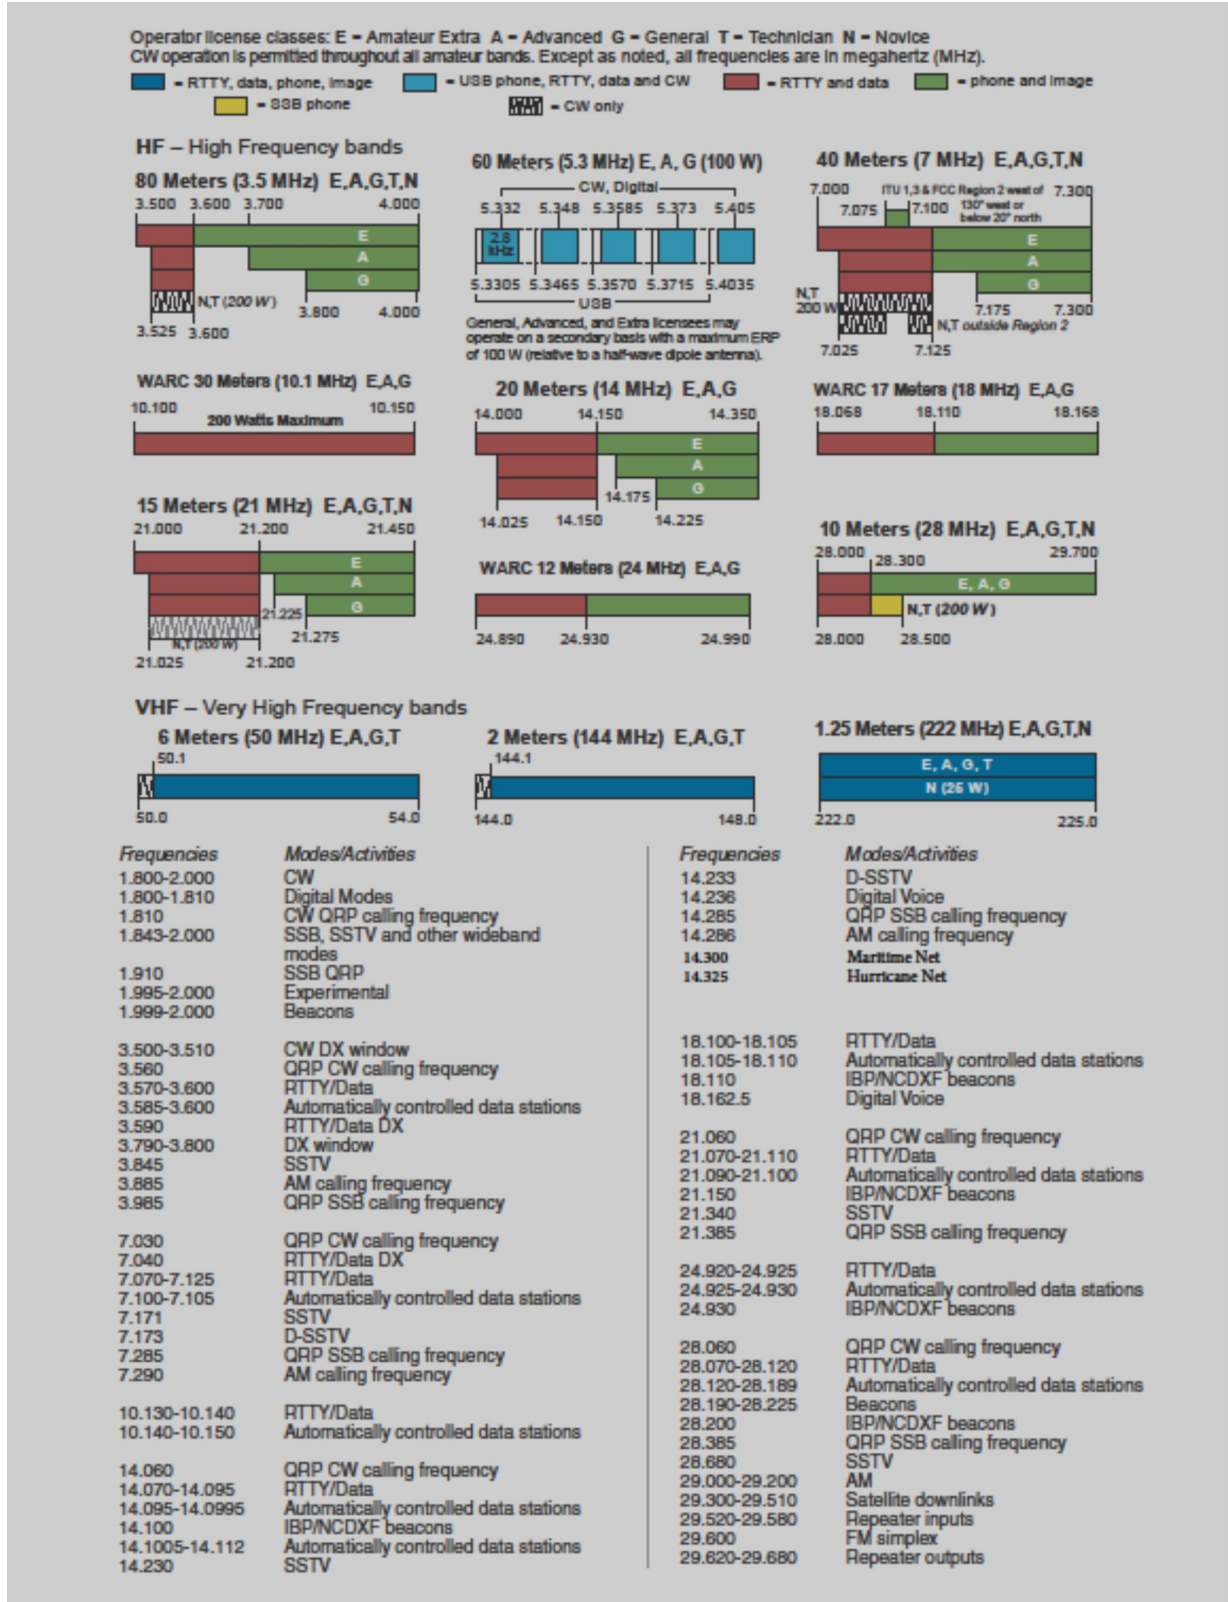 Operator license classes: E = Amateur Extra A = Advanced G = General T = Technician N = Novice
CW operation is permitted throughout all amateur bands. Except as noted, all frequencies are in megahertz (MHz).
= RTTY, data, phone, image = USB phone, RTTY, data and CW = RTTY and data = phone and image
= SSB phone = CW only
HF – High Frequency bands
80 Meters (3.5 MHz) E,A,G,T,N
3.500 3.600 3.700 4.000
E
A
G
N,T (200 W)
3.800 4.000
3.525 3.600
60 Meters (5.3 MHz) E, A, G (100 W)
CW, Digital
5.332 5.348 5.3585 5.373 5.405
2.8
kHz
5.3305 5.3465 5.3570 5.3715 5.4035
USB
General, Advanced, and Extra licensees may
operate on a secondary basis with a maximum ERP
of 100 W (relative to a half-wave dipole antenna).
40 Meters (7 MHz) E,A,G,T,N
7.000 ITU 1,3 & FCC Region 2 west of 7.300
7.075 7.100 130° west or
below 20° north
E
A
G
N,T
200 W
7.175 7.300
N,T outside Region 2
7.025 7.125
WARC 30 Meters (10.1 MHz) E,A,G
10.100 10.150
200 Watts Maximum
20 Meters (14 MHz) E,A,G
14.000 14.150 14.350
E
A
G
14.175
14.025 14.150 14.225
WARC 17 Meters (18 MHz) E,A,G
18.068 18.110 18.168
15 Meters (21 MHz) E,A,G,T,N
21.000 21.200 21.450
E
A
G
21.225
21.275
N,T (200 W)
21.025 21.200
WARC 12 Meters (24 MHz) E,A,G
24.890 24.930 24.990
10 Meters (28 MHz) E,A,G,T,N
28.000 28.300 29.700
E, A, G
N,T (200 W)
28.000 28.500
VHF – Very High Frequency bands
6 Meters (50 MHz) E,A,G,T
50.1
50.0 54.0
2 Meters (144 MHz) E,A,G,T
144.1
144.0 148.0
1.25 Meters (222 MHz) E,A,G,T,N
E, A, G, T
N (25 W)
222.0 225.0
Frequencies Modes/Activities
1.800-2.000 CW
1.800-1.810 Digital Modes
1.810 CW QRP calling frequency
1.843-2.000 SSB, SSTV and other wideband
modes
1.910 SSB QRP
1.995-2.000 Experimental
1.999-2.000 Beacons
3.500-3.510 CW DX window
3.560 QRP CW calling frequency
3.570-3.600 RTTY/Data
3.585-3.600 Automatically controlled data stations
3.590 RTTY/Data DX
3.790-3.800 DX window
3.845 SSTV
3.885 AM calling frequency
3.985 QRP SSB calling frequency
7.030 QRP CW calling frequency
7.040 RTTY/Data DX
7.070-7.125 RTTY/Data
7.100-7.105 Automatically controlled data stations
7.171 SSTV
7.173 D-SSTV
7.285 QRP SSB calling frequency
7.290 AM calling frequency
10.130-10.140 RTTY/Data
10.140-10.150 Automatically controlled data stations
14.060 QRP CW calling frequency
14.070-14.095 RTTY/Data
14.095-14.0995 Automatically controlled data stations
14.100 IBP/NCDXF beacons
14.1005-14.112 Automatically controlled data stations
14.230 SSTV
Frequencies Modes/Activities
14.233 D-SSTV
14.236 Digital Voice
14.285 QRP SSB calling frequency
14.286 AM calling frequency
14.300 Maritime Net
14.325 Hurricane Net
18.100-18.105 RTTY/Data
18.105-18.110 Automatically controlled data stations
18.110 IBP/NCDXF beacons
18.162.5 Digital Voice
21.060 QRP CW calling frequency
21.070-21.110 RTTY/Data
21.090-21.100 Automatically controlled data stations
21.150 IBP/NCDXF beacons
21.340 SSTV
21.385 QRP SSB calling frequency
24.920-24.925 RTTY/Data
24.925-24.930 Automatically controlled data stations
24.930 IBP/NCDXF beacons
28.060 QRP CW calling frequency
28.070-28.120 RTTY/Data
28.120-28.189 Automatically controlled data stations
28.190-28.225 Beacons
28.200 IBP/NCDXF beacons
28.385 QRP SSB calling frequency
28.680 SSTV
29.000-29.200 AM
29.300-29.510 Satellite downlinks
29.520-29.580 Repeater inputs
29.600 FM simplex
29.620-29.680 Repeater outputs